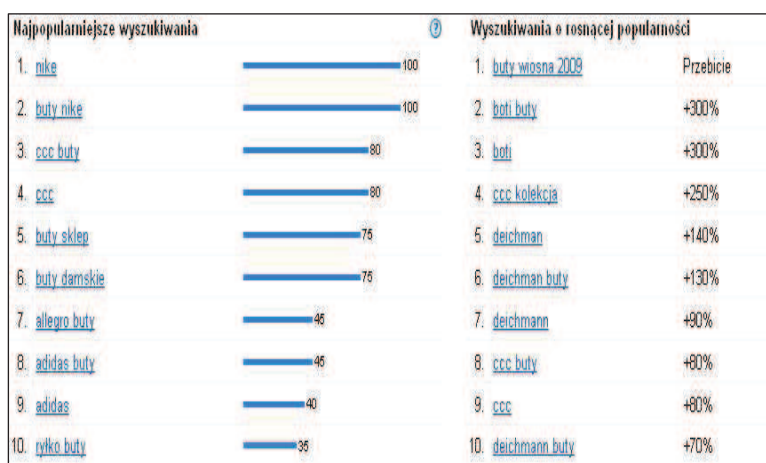 Najpopularniejsze wyszukiwania
1. nike 100
2. buty nike 100
3. ccc buty 80
4. ccc 80
5. buty sklep 75
6. buty damskie 75
7. allegro buty 45
8. adidas buty 45
9. adidas 40
10. ryłko buty 35
Wyszukiwania o rosnącej popularności
1. buty wiosna 2009 Przebicie
2. boti buty +300%
3. boti +300%
4. ccc kolekcja +250%
5. deichman +140%
6. deichman buty +130%
7. deichmann +90%
8. ccc buty +80%
9. ccc +80%
10. deichmann buty +70%